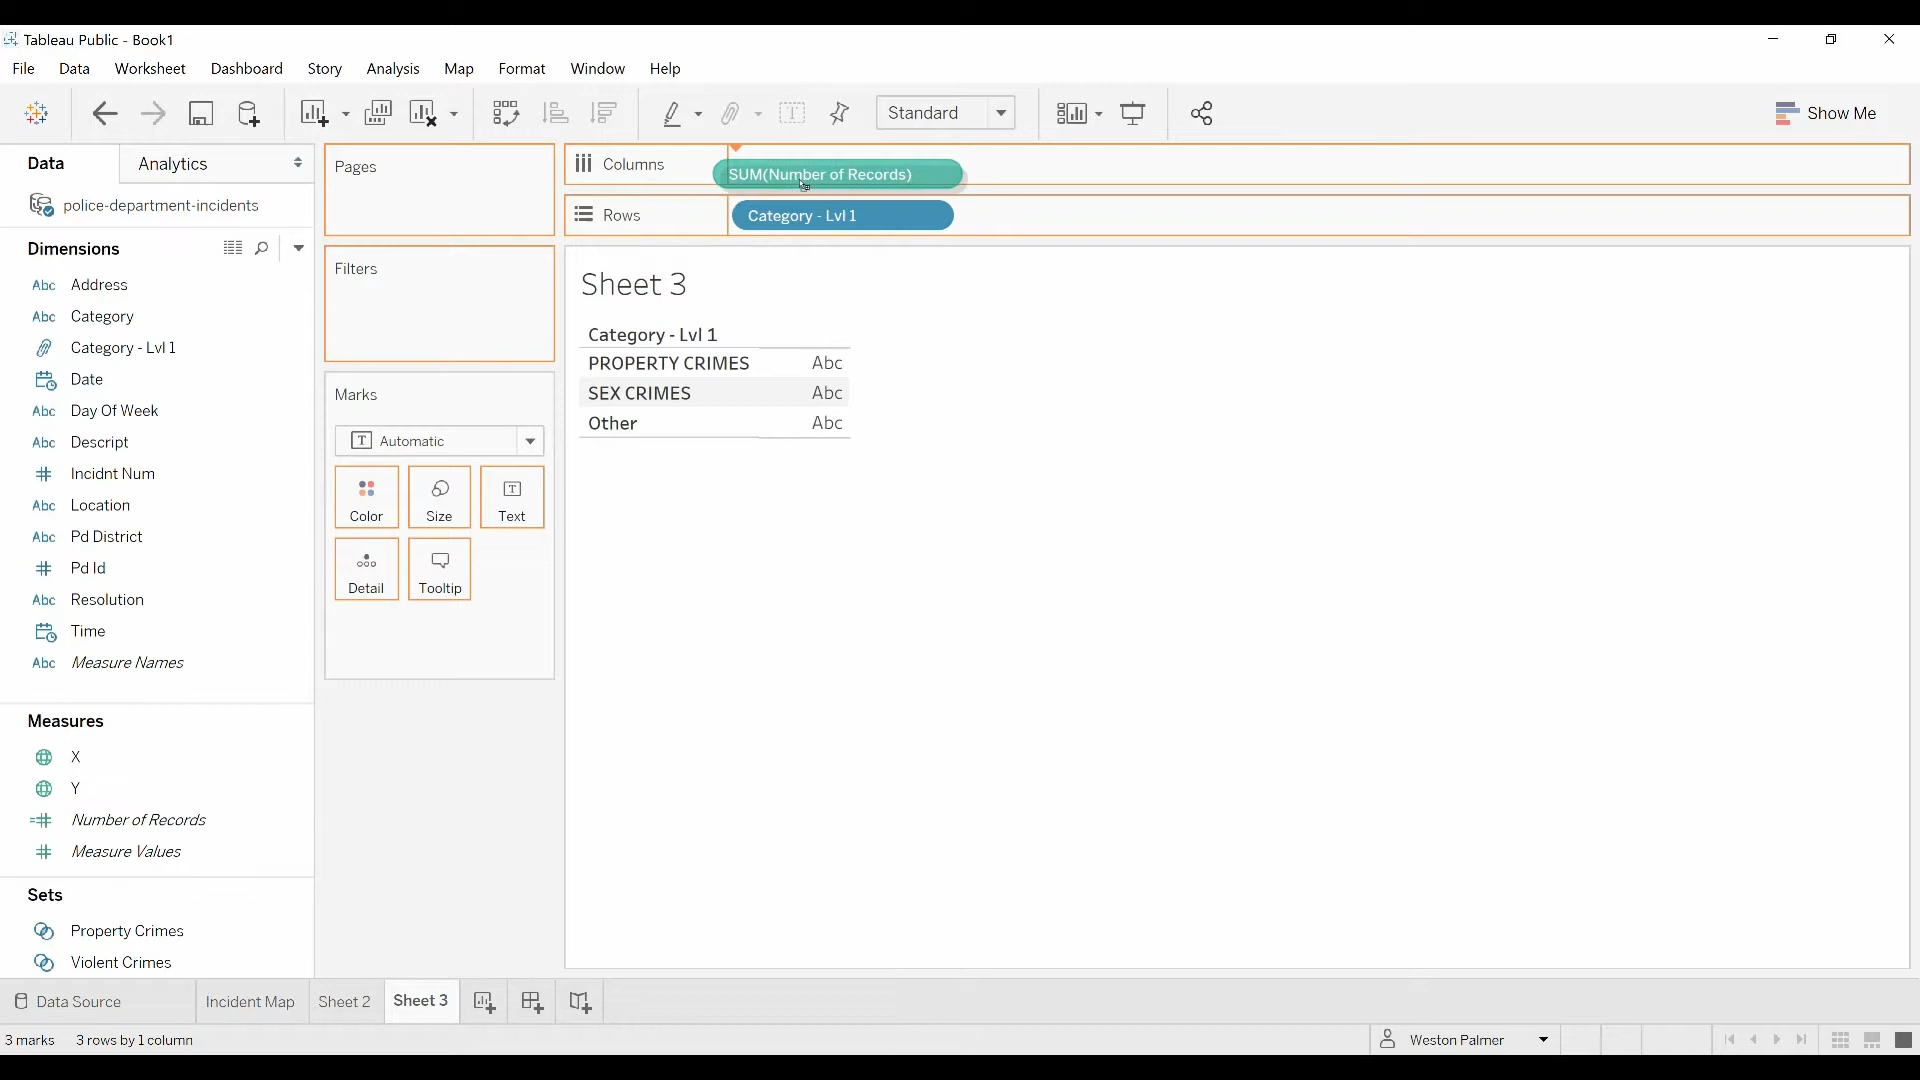 Tableau Public - Book1
File Data Worksheet Dashboard Story Analysis Map Format Window Help
Standard
Show Me
Data Analytics
police-department-incidents
Dimensions
Abc Address
Abc Category
Category - Lvl 1
Date
Abc Day Of Week
Abc Descript
# Incidnt Num
Abc Location
Abc Pd District
# Pd Id
Abc Resolution
Time
Abc Measure Names
Measures
X
Y
=# Number of Records
# Measure Values
Sets
Property Crimes
Violent Crimes
Pages
Filters
Marks
T Automatic
Color Size Text
Detail Tooltip
Columns SUM(Number of Records)
Rows Category - Lvl 1
Sheet 3
Category - Lvl 1
PROPERTY CRIMES Abc
SEX CRIMES Abc
Other Abc
Data Source Incident Map Sheet 2 Sheet 3
3 marks 3 rows by 1 column
Weston Palmer